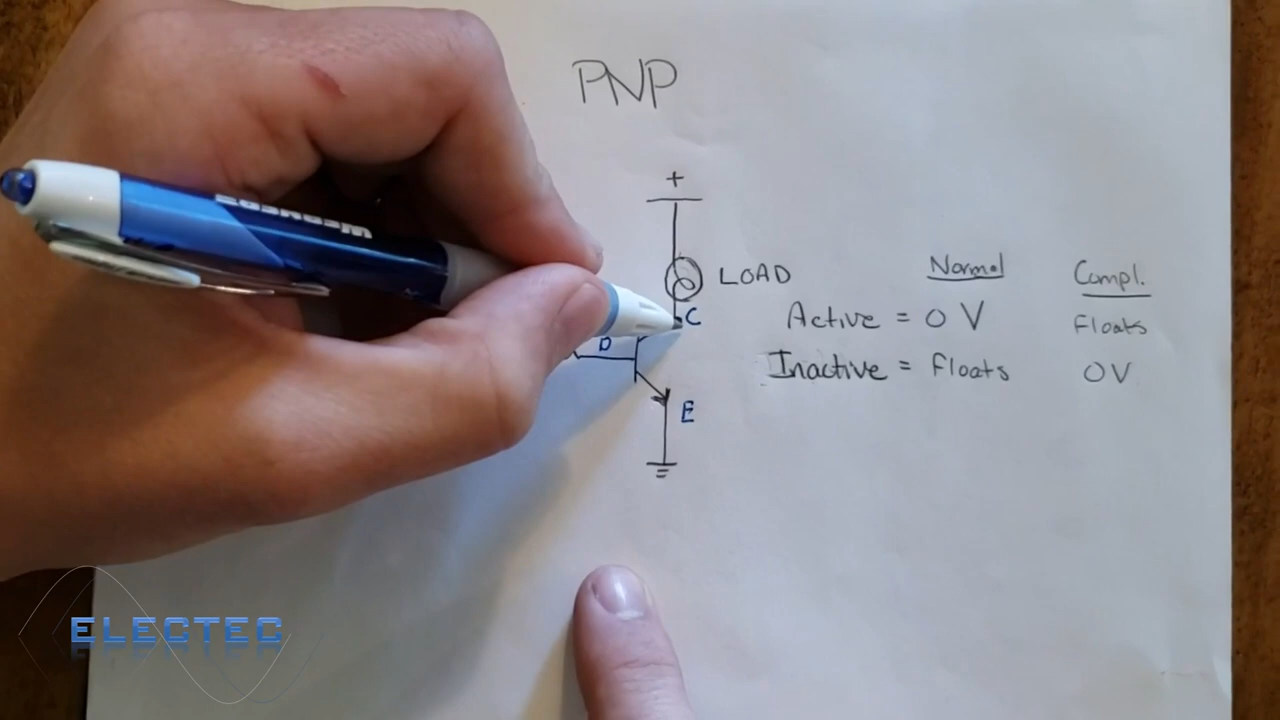 PNP
+
LOAD
C
B
E
Normal Compl.
Active = 0 V Floats
Inactive = Floats 0V
ELECTEC